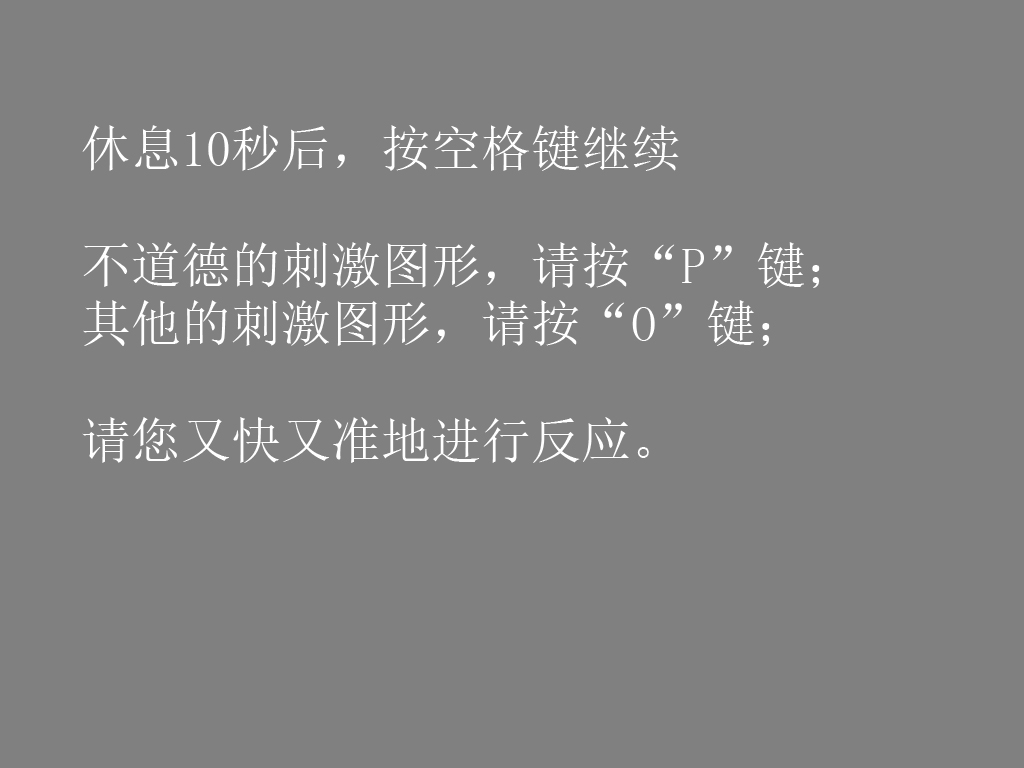 休息10秒后，按空格键继续
不道德的刺激图形，请按“P”键；
其他的刺激图形，请按“O”键；
请您又快又准地进行反应。